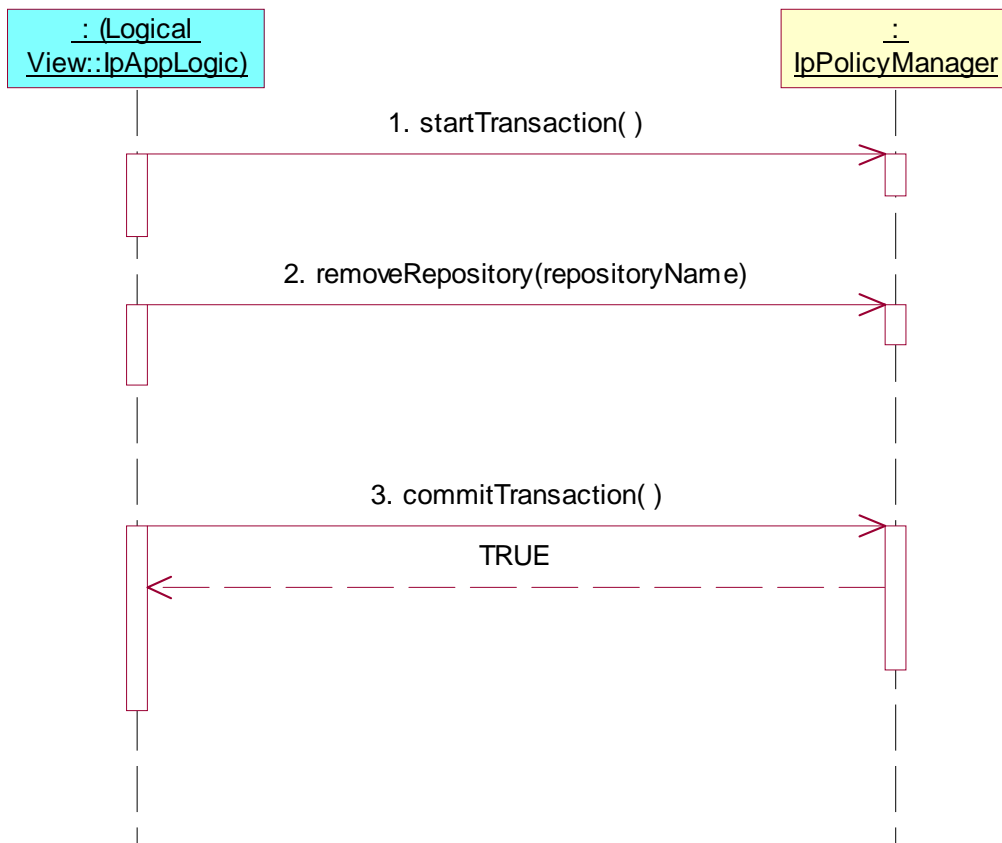 : (Logical
View::IpAppLogic)
:
IpPolicyManager
1. startTransaction( )
2. removeRepository(repositoryName)
3. commitTransaction( )
TRUE